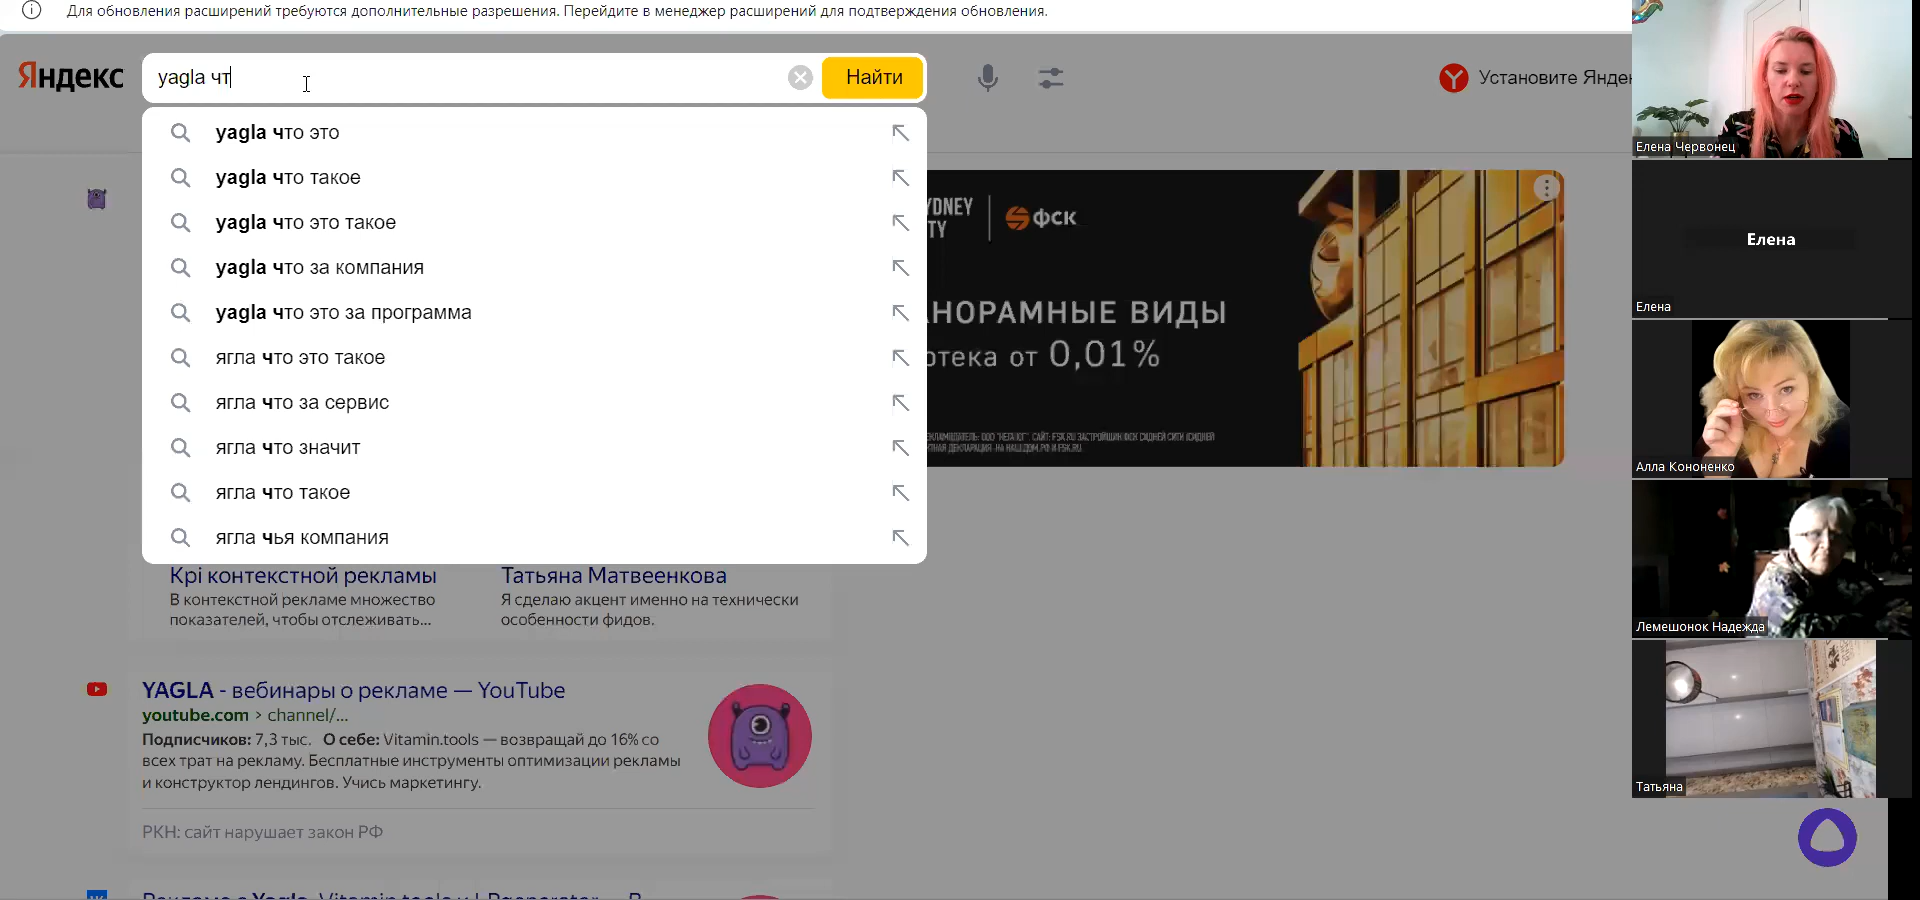 Для обновления расширений требуются дополнительные разрешения. Перейдите в менеджер расширений для подтверждения обновления.
Яндекс
yagla чт
Найти
Установите Янде
yagla что это
yagla что такое
yagla что это такое
yagla что за компания
yagla что это за программа
ягла что это такое
ягла что за сервис
ягла что значит
ягла что такое
ягла чья компания
YDNEY
TY
ФСК
НОРАМНЫЕ ВИДЫ
отека от 0,01%
Kpi контекстной рекламы
В контекстной рекламе множество
показателей, чтобы отслеживать...
Татьяна Матвеенкова
Я сделаю акцент именно на технически
особенности фидов.
YAGLA - вебинары о рекламе — YouTube
youtube.com › channel/...
Подписчиков: 7,3 тыс. О себе: Vitamin.tools — возвращай до 16% со
всех трат на рекламу. Бесплатные инструменты оптимизации рекламы
и конструктор лендингов. Учись маркетингу.
РКН: сайт нарушает закон РФ
Елена Червонец
Елена
Елена
Алла Кононенко
Лемешонок Надежда
Татьяна